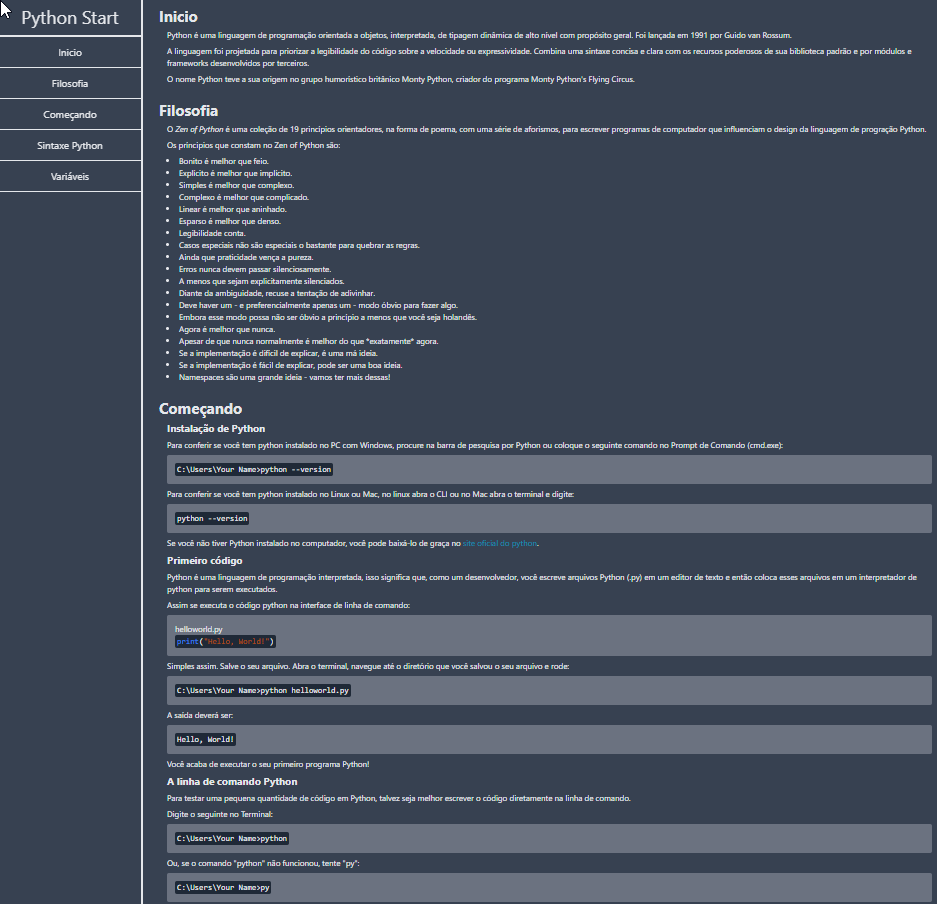 Python Start
Inicio
Filosofia
Começando
Sintaxe Python
Variáveis
Inicio
Python é uma linguagem de programação orientada a objetos, interpretada, de tipagem dinâmica de alto nível com propósito geral. Foi lançada em 1991 por Guido van Rossum.
A linguagem foi projetada para priorizar a legibilidade do código sobre a velocidade ou expressividade. Combina uma sintaxe concisa e clara com os recursos poderosos de sua biblioteca padrão e por módulos e
frameworks desenvolvidos por terceiros.
O nome Python teve a sua origem no grupo humorístico britânico Monty Python, criador do programa Monty Python's Flying Circus.
Filosofia
O Zen of Python é uma coleção de 19 princípios orientadores, na forma de poema, com uma série de aforismos, para escrever programas de computador que influenciam o design da linguagem de progração Python.
Os principios que constam no Zen of Python são:
• Bonito é melhor que feio.
• Explicito é melhor que implícito.
• Simples é melhor que complexo.
• Complexo é melhor que complicado.
• Linear é melhor que aninhado.
• Esparso é melhor que denso.
• Legibilidade conta.
• Casos especiais não são especiais o bastante para quebrar as regras.
• Ainda que praticidade vença a pureza.
• Erros nunca devem passar silenciosamente.
• A menos que sejam explicitamente silenciados.
• Diante da ambiguidade, recuse a tentação de adivinhar.
• Deve haver um - e preferencialmente apenas um - modo óbvio para fazer algo.
• Embora esse modo possa não ser óbvio a princípio a menos que você seja holandês.
• Agora é melhor que nunca.
• Apesar de que nunca normalmente é melhor do que *exatamente* agora.
• Se a implementação é difícil de explicar, é uma má ideia.
• Se a implementação é fácil de explicar, pode ser uma boa ideia.
• Namespaces são uma grande ideia - vamos ter mais dessas!
Começando
Instalação de Python
Para conferir se você tem python instalado no PC com Windows, procure na barra de pesquisa por Python ou coloque o seguinte comando no Prompt de Comando (cmd.exe):
C:\Users\Your Name>python --version
Para conferir se você tem python instalado no Linux ou Mac, no linux abra o CLI ou no Mac abra o terminal e digite:
python --version
Se você não tiver Python instalado no computador, você pode baixá-lo de graça no site oficial do python.
Primeiro código
Python é uma linguagem de programação interpretada, isso significa que, como um desenvolvedor, você escreve arquivos Python (.py) em um editor de texto e então coloca esses arquivos em um interpretador de
python para serem executados.
Assim se executa o código python na interface de linha de comando:
helloworld.py
print("Hello, World!")
Simples assim. Salve o seu arquivo. Abra o terminal, navegue até o diretório que você salvou o seu arquivo e rode:
C:\Users\Your Name>python helloworld.py
A saída deverá ser:
Hello, World!
Você acaba de executar o seu primeiro programa Python!
A linha de comando Python
Para testar uma pequena quantidade de código em Python, talvez seja melhor escrever o código diretamente na linha de comando.
Digite o seguinte no Terminal:
C:\Users\Your Name>python
Ou, se o comando "python" não funcionou, tente "py":
C:\Users\Your Name>py